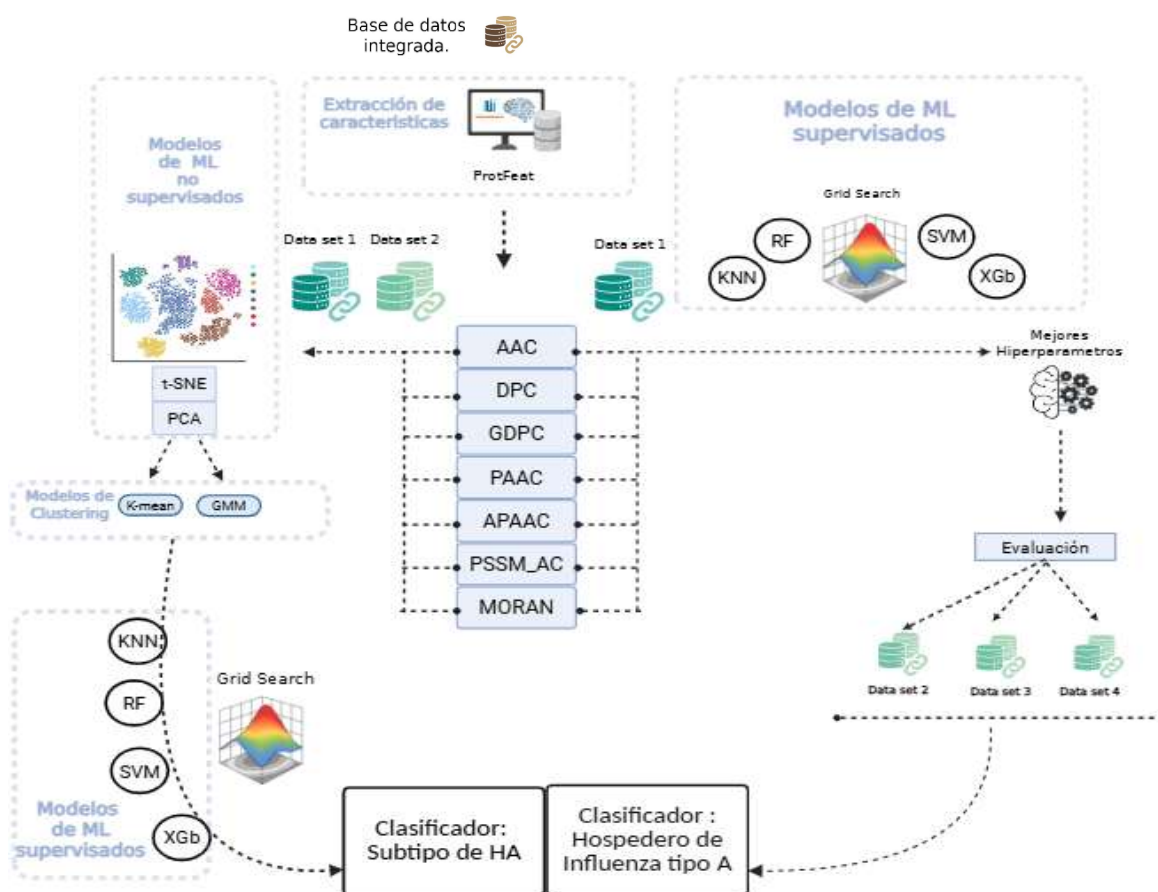 Base de datos
integrada.
Extracción de
caracteristicas
ProtFeat
Modelos de ML
supervisados
Grid Search
RF
SVM
KNN
XGb
Modelos
de ML
no
supervisados
t-SNE
PCA
Data set 1
Data set 2
Data set 1
AAC
DPC
GDPC
PAAC
APAAC
PSSM_AC
MORAN
Mejores
Hiperparametros
Evaluación
Data set 2
Data set 3
Data set 4
Modelos de
Clustering
K-mean
GMM
KNN
RF
SVM
XGb
Grid Search
Modelos
de ML
supervisados
Clasificador:
Subtipo de HA
Clasificador :
Hospedero de
Influenza tipo A